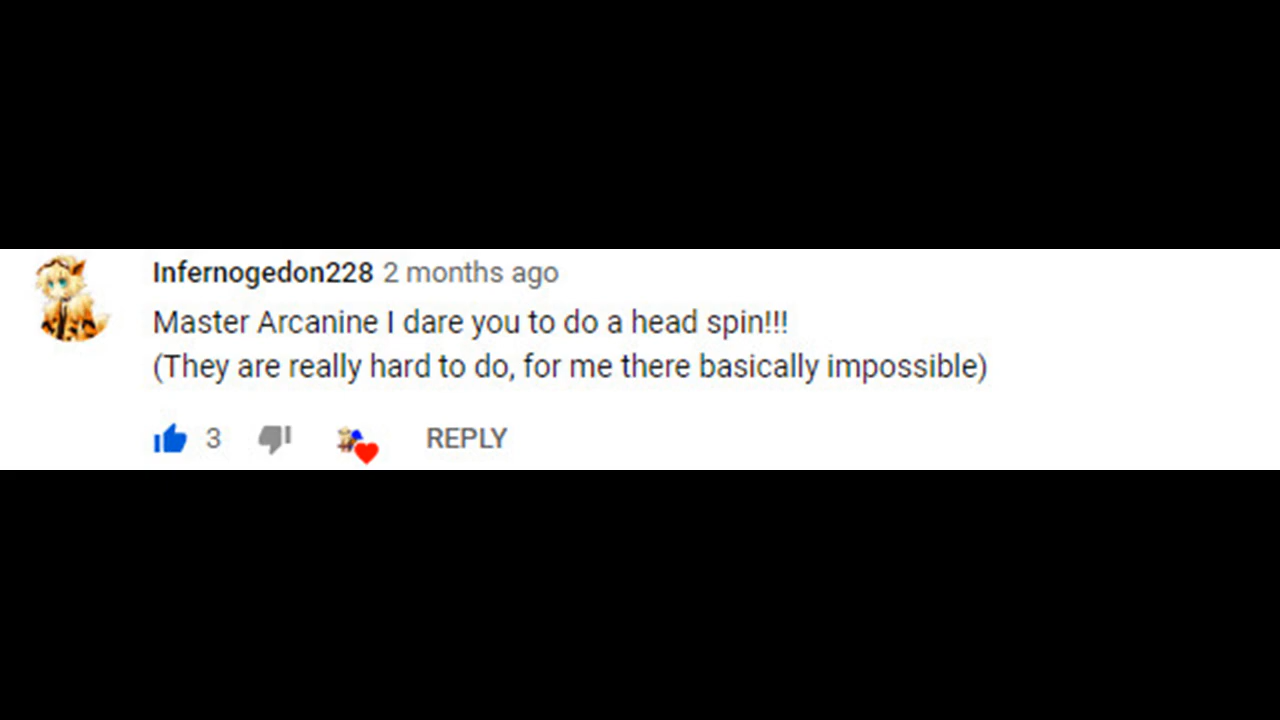 Infernogedon228 2 months ago
Master Arcanine I dare you to do a head spin!!!
(They are really hard to do, for me there basically impossible)
3 REPLY